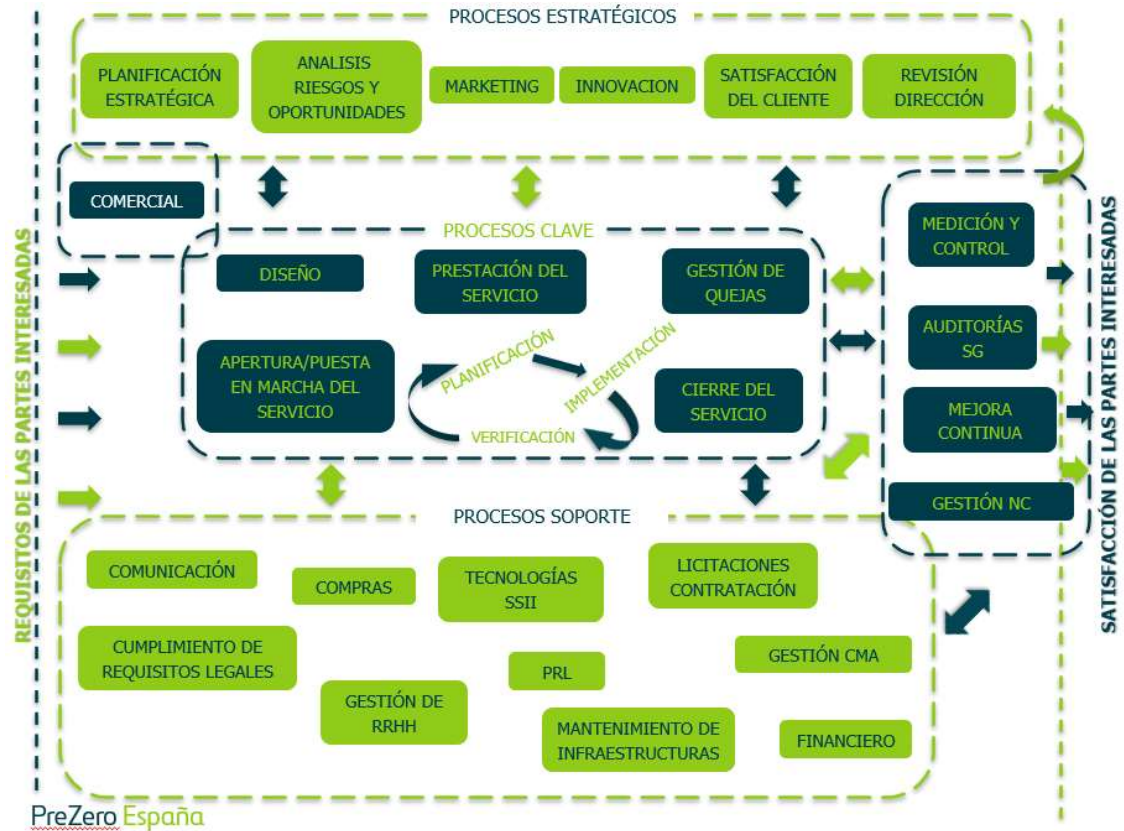 PROCESOS ESTRATÉGICOS
PLANIFICACIÓN
ESTRATÉGICA
ANALISIS
RIESGOS Y
OPORTUNIDADES
MARKETING
INNOVACION
SATISFACCIÓN
DEL CLIENTE
REVISIÓN
DIRECCIÓN
COMERCIAL
REQUISITOS DE LAS PARTES INTERESADAS
PROCESOS CLAVE
DISEÑO
PRESTACIÓN DEL
SERVICIO
GESTIÓN DE
QUEJAS
APERTURA/PUESTA
EN MARCHA DEL
SERVICIO
PLANIFICACIÓN
IMPLEMENTACIÓN
VERIFICACIÓN
CIERRE DEL
SERVICIO
MEDICIÓN Y
CONTROL
AUDITORÍAS
SG
MEJORA
CONTINUA
GESTIÓN NC
SATISFACCIÓN DE LAS PARTES INTERESADAS
PROCESOS SOPORTE
COMUNICACIÓN
COMPRAS
TECNOLOGÍAS
SSII
LICITACIONES
CONTRATACIÓN
CUMPLIMIENTO DE
REQUISITOS LEGALES
GESTIÓN DE
RRHH
PRL
GESTIÓN CMA
MANTENIMIENTO DE
INFRAESTRUCTURAS
FINANCIERO
PreZero España